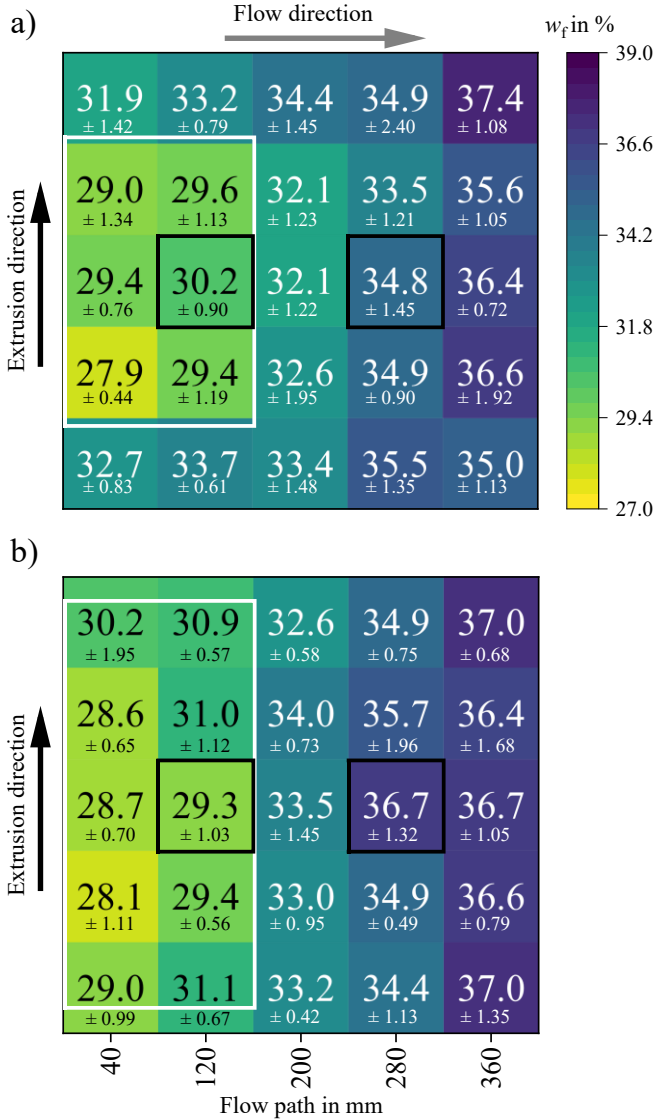 Flow direction
a)
w_f in %
31.9 33.2 34.4 34.9 37.4
± 1.42 ± 0.79 ± 1.45 ± 2.40 ± 1.08
29.0 29.6 32.1 33.5 35.6
± 1.34 ± 1.13 ± 1.23 ± 1.21 ± 1.05
29.4 30.2 32.1 34.8 36.4
± 0.76 ± 0.90 ± 1.22 ± 1.45 ± 0.72
27.9 29.4 32.6 34.9 36.6
± 0.44 ± 1.19 ± 1.95 ± 0.90 ± 1. 92
32.7 33.7 33.4 35.5 35.0
± 0.83 ± 0.61 ± 1.48 ± 1.35 ± 1.13
Extrusion direction
39.0
36.6
34.2
31.8
29.4
27.0
b)
30.2 30.9 32.6 34.9 37.0
± 1.95 ± 0.57 ± 0.58 ± 0.75 ± 0.68
28.6 31.0 34.0 35.7 36.4
± 0.65 ± 1.12 ± 0.73 ± 1.96 ± 1. 68
28.7 29.3 33.5 36.7 36.7
± 0.70 ± 1.03 ± 1.45 ± 1.32 ± 1.05
28.1 29.4 33.0 34.9 36.6
± 1.11 ± 0.56 ± 0. 95 ± 0.49 ± 0.79
29.0 31.1 33.2 34.4 37.0
± 0.99 ± 0.67 ± 0.42 ± 1.13 ± 1.35
Extrusion direction
40 120 200 280 360
Flow path in mm